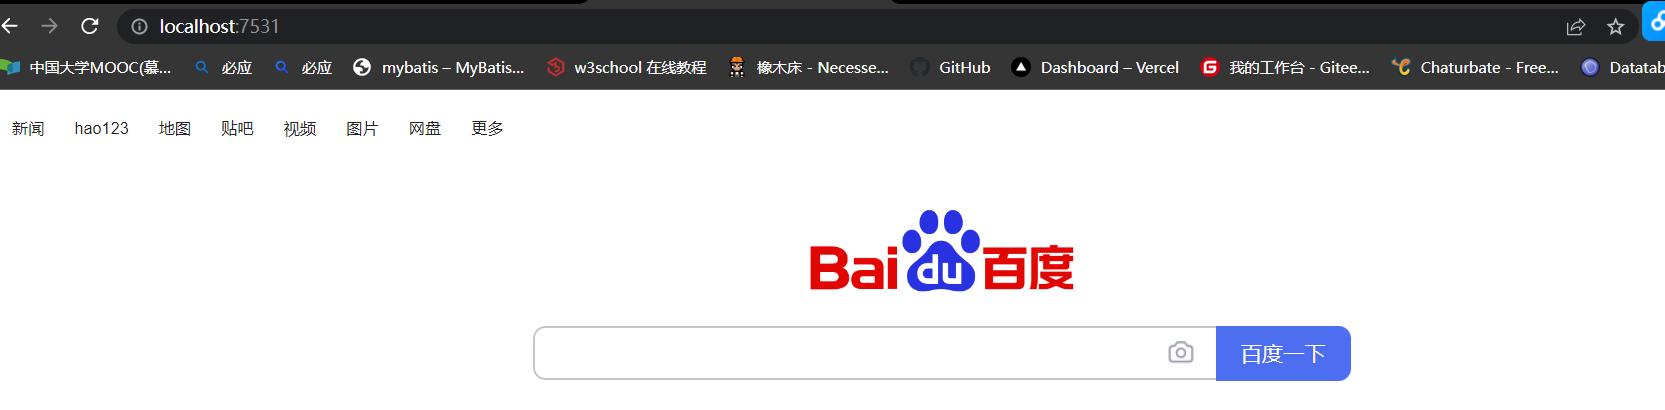 localhost:7531
中国大学MOOC(慕... 必应 必应 mybatis – MyBatis... w3school 在线教程 橡木床 - Necesse... GitHub Dashboard – Vercel 我的工作台 - Gitee... Chaturbate - Free... Datatab
新闻 hao123 地图 贴吧 视频 图片 网盘 更多
Bai du 百度
百度一下